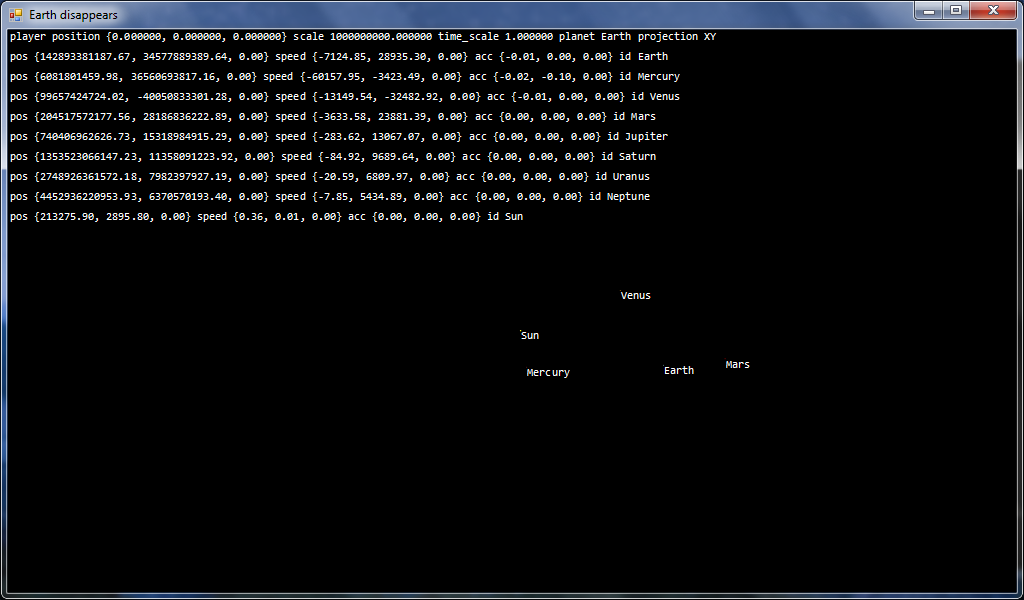 Earth disappears
player position {0.000000, 0.000000, 0.000000} scale 1000000000.000000 time_scale 1.000000 planet Earth projection XY
pos {142893381187.67, 34577889389.64, 0.00} speed {-7124.85, 28935.30, 0.00} acc {-0.01, 0.00, 0.00} id Earth
pos {6081801459.98, 36560693817.16, 0.00} speed {-60157.95, -3423.49, 0.00} acc {-0.02, -0.10, 0.00} id Mercury
pos {99657424724.02, -40050833301.28, 0.00} speed {-13149.54, -32482.92, 0.00} acc {-0.01, 0.00, 0.00} id Venus
pos {204517572177.56, 28186836222.89, 0.00} speed {-3633.58, 23881.39, 0.00} acc {0.00, 0.00, 0.00} id Mars
pos {740406962626.73, 15318984915.29, 0.00} speed {-283.62, 13067.07, 0.00} acc {0.00, 0.00, 0.00} id Jupiter
pos {1353523066147.23, 11358091223.92, 0.00} speed {-84.92, 9689.64, 0.00} acc {0.00, 0.00, 0.00} id Saturn
pos {2748926361572.18, 7982397927.19, 0.00} speed {-20.59, 6809.97, 0.00} acc {0.00, 0.00, 0.00} id Uranus
pos {4452936220953.93, 6370570193.40, 0.00} speed {-7.85, 5434.89, 0.00} acc {0.00, 0.00, 0.00} id Neptune
pos {213275.90, 2895.80, 0.00} speed {0.36, 0.01, 0.00} acc {0.00, 0.00, 0.00} id Sun
Venus
Sun
Mars
Earth
Mercury